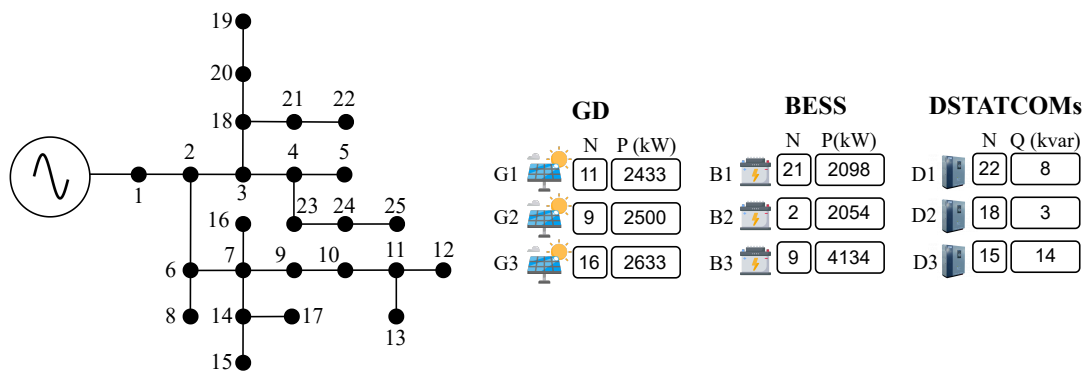 19
20
21 22
18
2 4 5
1 3
23 24 25
16
7 9 10 11 12
6
8 14 17 13
15
GD
N P (kW)
G1 11 2433
G2 9 2500
G3 16 2633
BESS
N P(kW)
B1 21 2098
B2 2 2054
B3 9 4134
DSTATCOMs
N Q (kvar)
D1 22 8
D2 18 3
D3 15 14